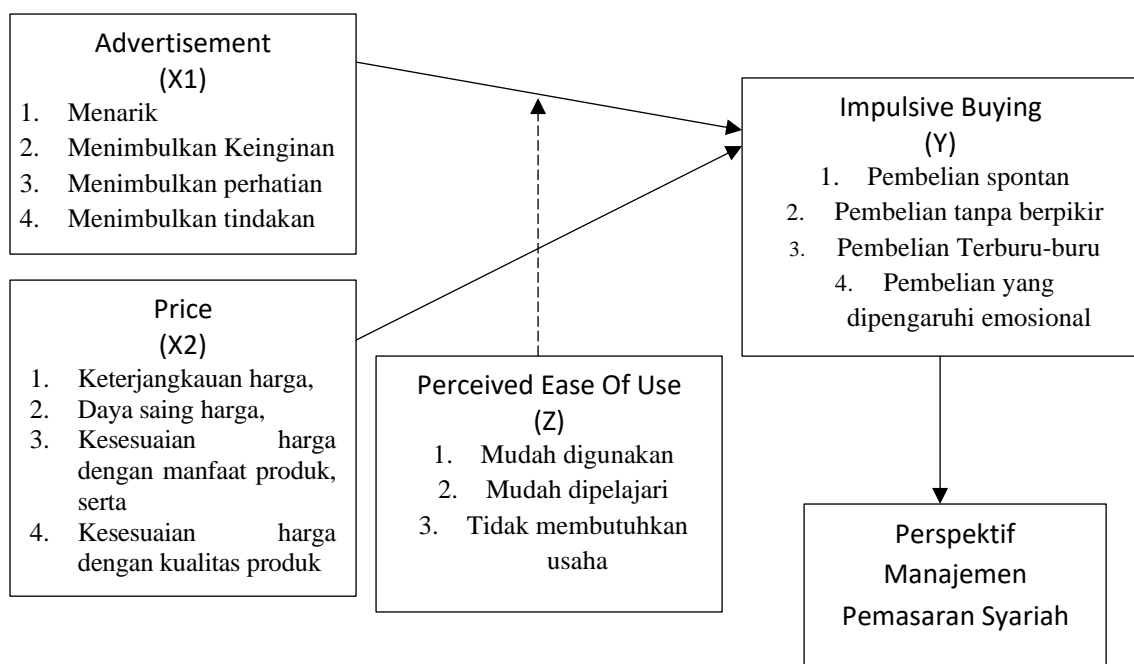 Advertisement
(X1)
1. Menarik
2. Menimbulkan Keinginan
3. Menimbulkan perhatian
4. Menimbulkan tindakan
Price
(X2)
1. Keterjangkauan harga,
2. Daya saing harga,
3. Kesesuaian harga
dengan manfaat produk,
serta
4. Kesesuaian harga
dengan kualitas produk
Perceived Ease Of Use
(Z)
1. Mudah digunakan
2. Mudah dipelajari
3. Tidak membutuhkan
usaha
Impulsive Buying
(Y)
1. Pembelian spontan
2. Pembelian tanpa berpikir
3. Pembelian Terburu-buru
4. Pembelian yang
dipengaruhi emosional
Perspektif
Manajemen
Pemasaran Syariah